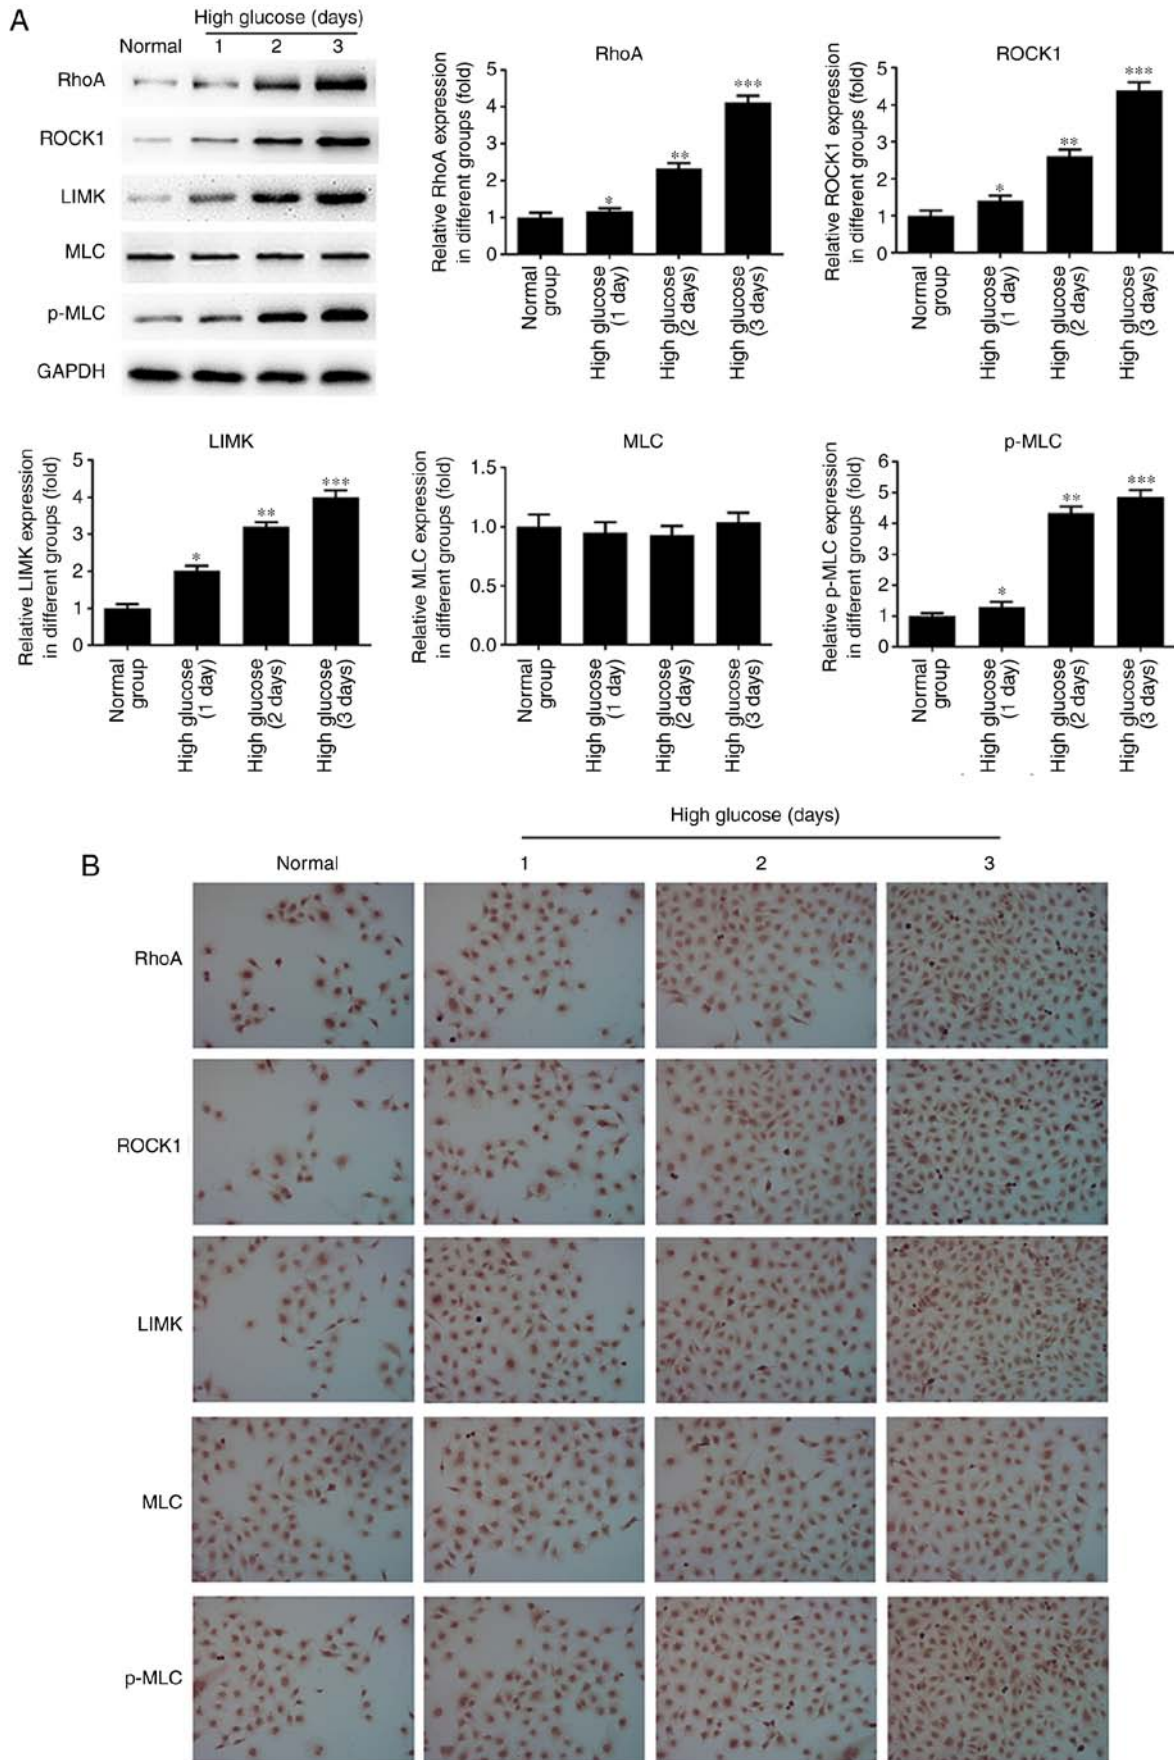 A
High glucose (days)
Normal 1 2 3
RhoA
ROCK1
LIMK
MLC
p-MLC
GAPDH
RhoA
Relative RhoA expression
in different groups (fold)
5
4
3
2
1
0
*
**
***
Normal
group
High glucose
(1 day)
High glucose
(2 days)
High glucose
(3 days)
ROCK1
Relative ROCK1 expression
in different groups (fold)
5
4
3
2
1
0
*
**
***
Normal
group
High glucose
(1 day)
High glucose
(2 days)
High glucose
(3 days)
LIMK
Relative LIMK expression
in different groups (fold)
5
4
3
2
1
0
*
**
***
Normal
group
High glucose
(1 day)
High glucose
(2 days)
High glucose
(3 days)
MLC
Relative MLC expression
in different groups (fold)
1.5
1.0
0.5
0.0
Normal
group
High glucose
(1 day)
High glucose
(2 days)
High glucose
(3 days)
p-MLC
Relative p-MLC expression
in different groups (fold)
6
5
4
3
2
1
0
*
**
***
Normal
group
High glucose
(1 day)
High glucose
(2 days)
High glucose
(3 days)
High glucose (days)
B
Normal 1 2 3
RhoA
ROCK1
LIMK
MLC
p-MLC